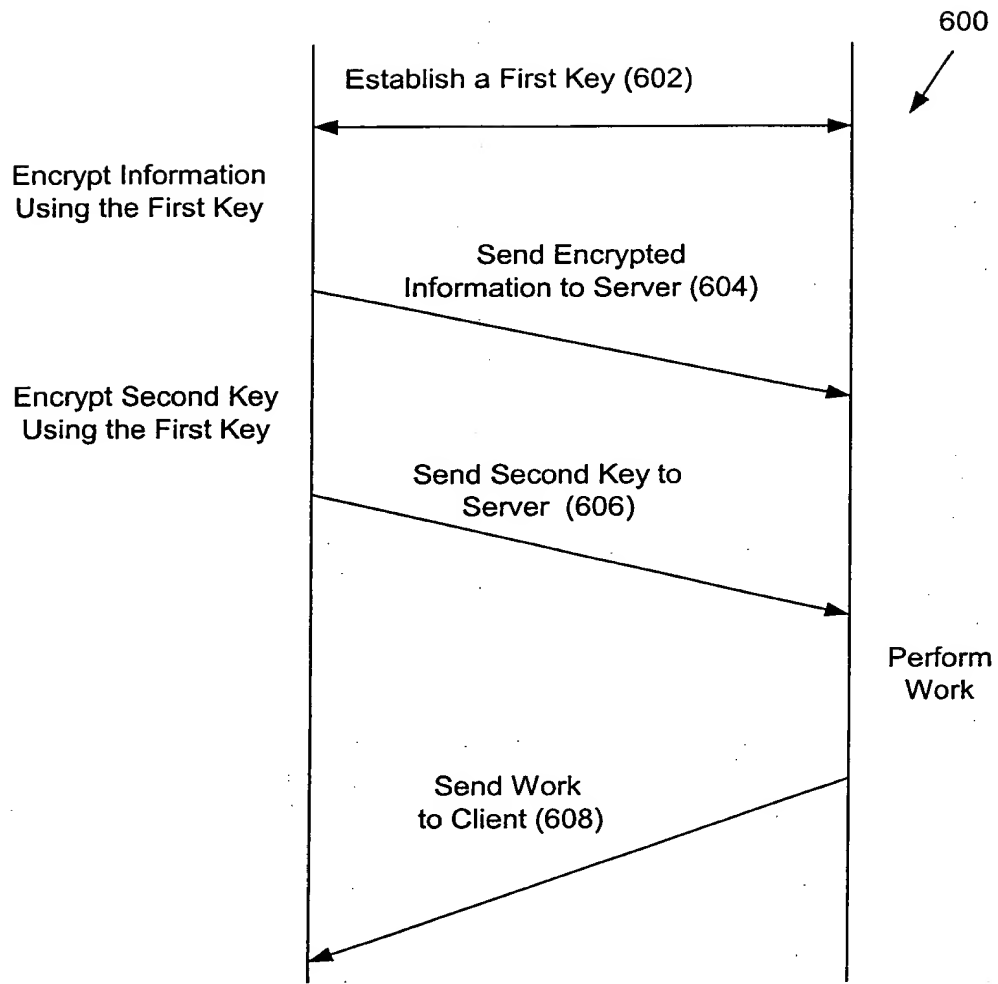 600
Establish a First Key (602)
Encrypt Information
Using the First Key
Send Encrypted
Information to Server (604)
Encrypt Second Key
Using the First Key
Send Second Key to
Server (606)
Perform
Work
Send Work
to Client (608)